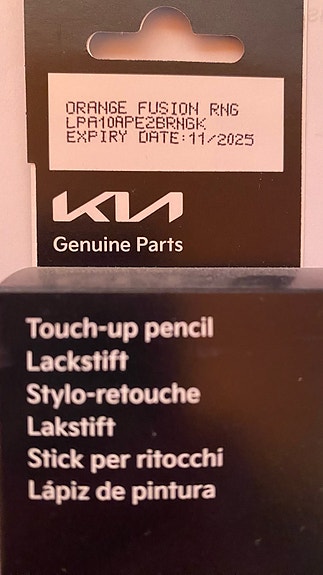 ORANGE FUSION RNG
LPA10APE2BRNGK
EXPIRY DATE:11/2025
KIA
Genuine Parts
Touch-up pencil
Lackstift
Stylo-retouche
Lakstift
Stick per ritocchi
Lápiz de pintura